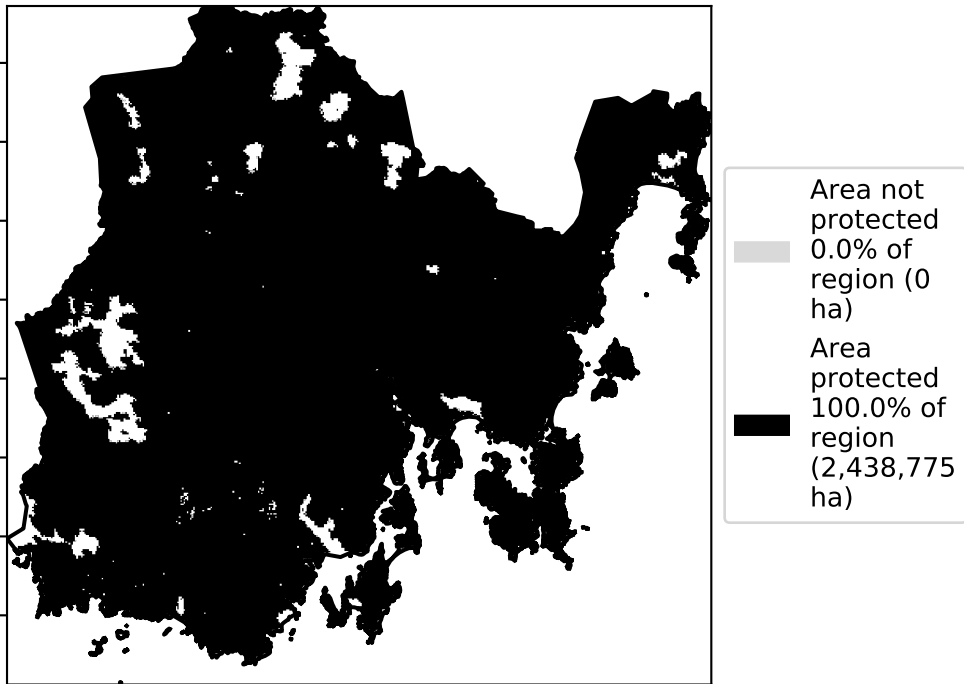 Area not
protected
0.0% of
region (0
ha)
Area
protected
100.0% of
region
(2,438,775
ha)